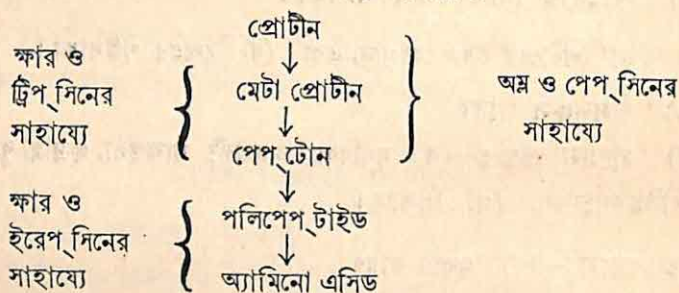 প্রোটীন
ক্ষার ও
ট্রিপ্‌সিনের
সাহায্যে
মেটা প্রোটীন
অম্ল ও পেপ্‌সিনের
সাহায্যে
পেপ্‌টোন
ক্ষার ও
ইরেপ্‌সিনের
সাহায্যে
পলিপেপ্‌টাইড
অ্যামিনো এসিড